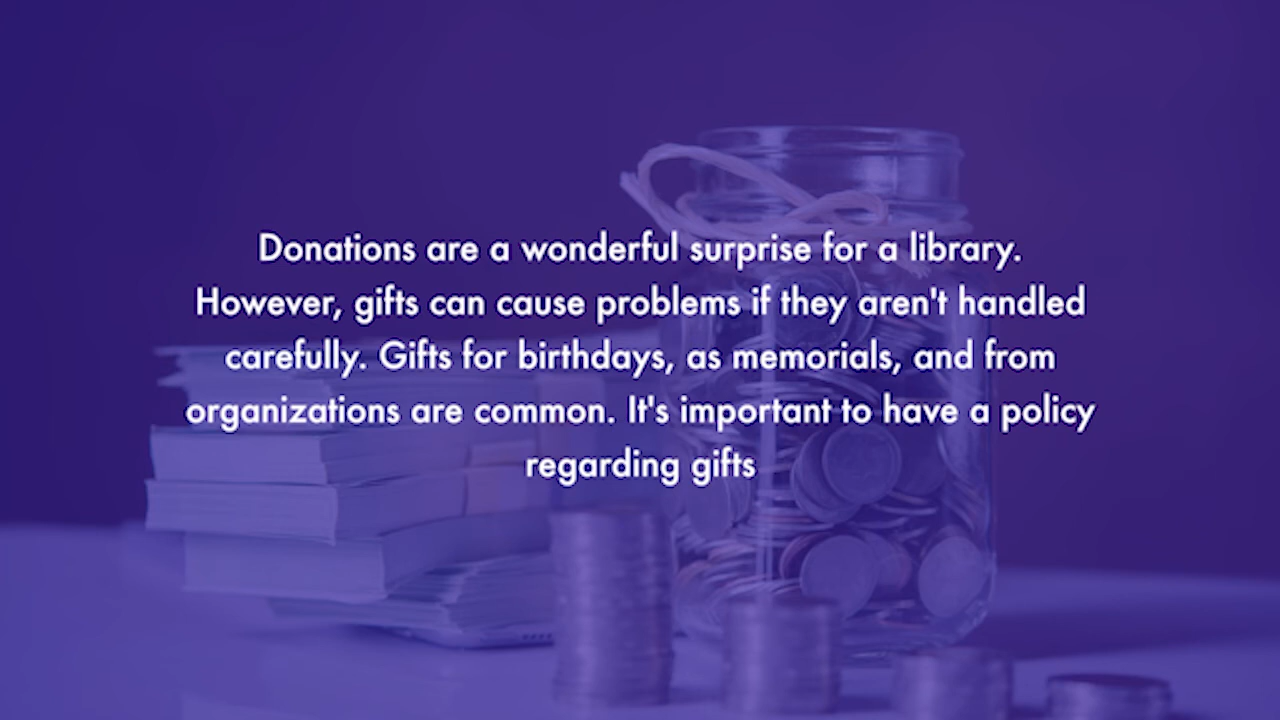 Donations are a wonderful surprise for a library.
However, gifts can cause problems if they aren't handled
carefully. Gifts for birthdays, as memorials, and from
organizations are common. It's important to have a policy
regarding gifts